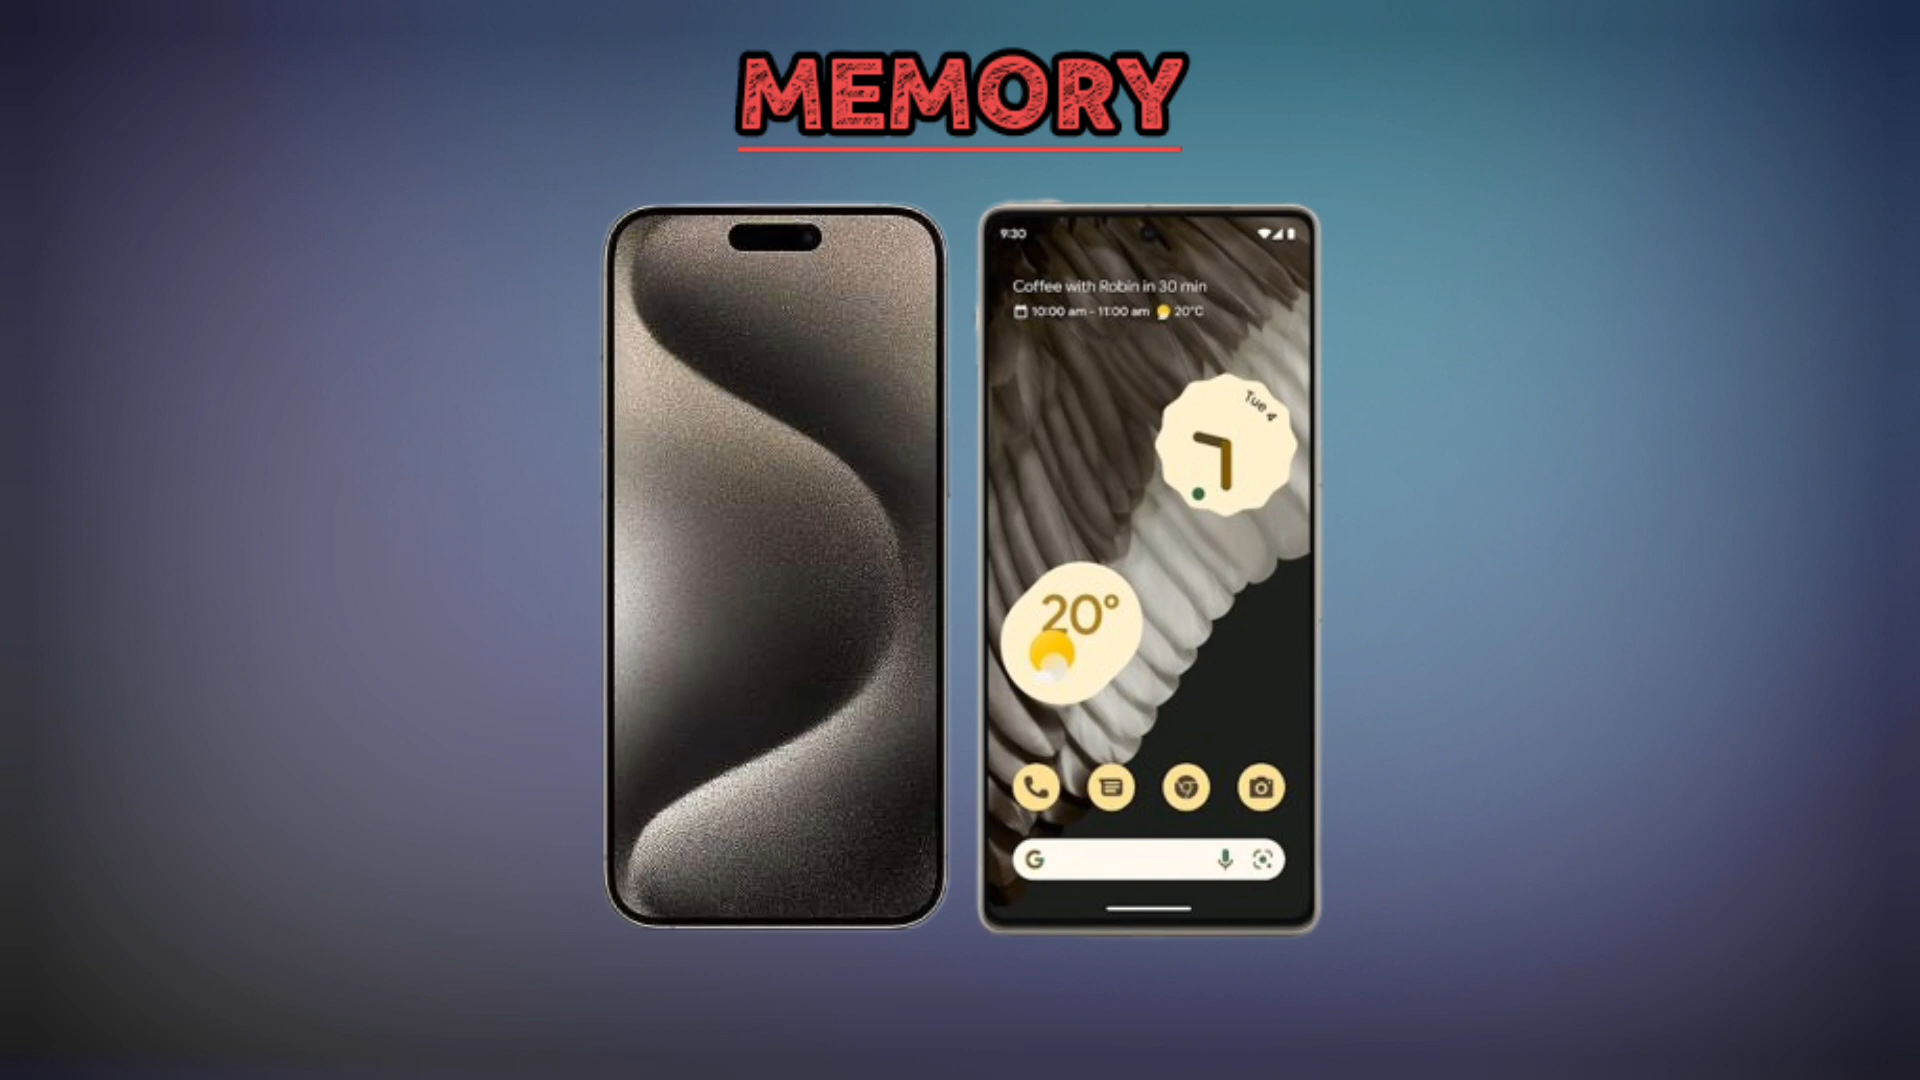 MEMORY
9:30
Coffee with Robin in 30 min
10:00 am - 11:00 am 20°C
Tue 4
20°
G